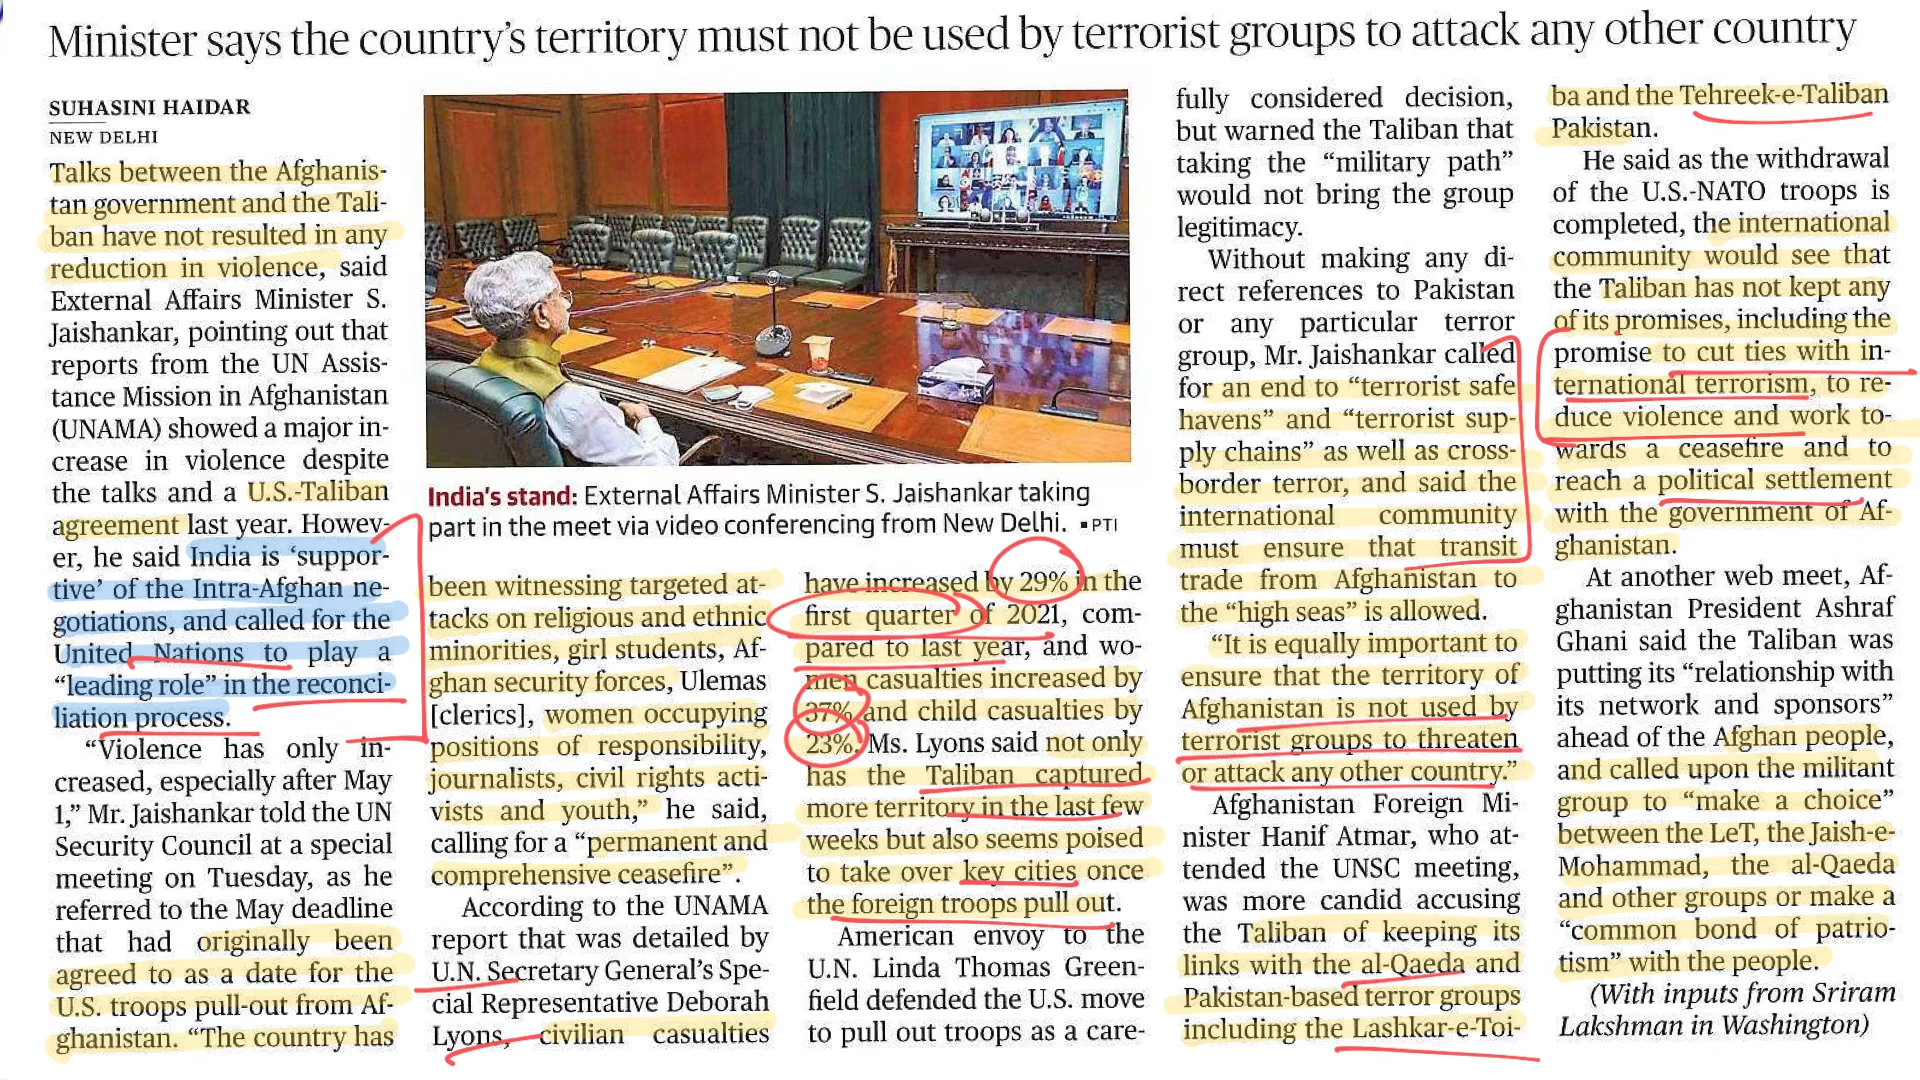 Minister says the country's territory must not be used by terrorist groups to attack any other country
SUHASINI HAIDAR
NEW DELHI
Talks between the Afghanis-
tan government and the Tali-
ban have not resulted in any
reduction in violence, said
External Affairs Minister S.
Jaishankar, pointing out that
reports from the UN Assis-
tance Mission in Afghanistan
(UNAMA) showed a major in-
crease in violence despite
the talks and a U.S.-Taliban
agreement last year. Howev-
er, he said India is ‘suppor-
tive’ of the Intra-Afghan ne-
gotiations, and called for the
United Nations to play a
“leading role” in the reconci-
liation process.
“Violence has only in-
creased, especially after May
1,” Mr. Jaishankar told the UN
Security Council at a special
meeting on Tuesday, as he
referred to the May deadline
that had originally been
agreed to as a date for the
U.S. troops pull-out from Af-
ghanistan. “The country has
India's stand: External Affairs Minister S. Jaishankar taking
part in the meet via video conferencing from New Delhi. ▪PTI
been witnessing targeted at-
tacks on religious and ethnic
minorities, girl students, Af-
ghan security forces, Ulemas
[clerics], women occupying
positions of responsibility,
journalists, civil rights acti-
vists and youth,” he said,
calling for a “permanent and
comprehensive ceasefire”.
According to the UNAMA
report that was detailed by
U.N. Secretary General's Spe-
cial Representative Deborah
Lyons, civilian casualties
have increased by 29% in the
first quarter of 2021, com-
pared to last year, and wo-
men casualties increased by
37% and child casualties by
23%. Ms. Lyons said not only
has the Taliban captured
more territory in the last few
weeks but also seems poised
to take over key cities once
the foreign troops pull out.
American envoy to the
U.N. Linda Thomas Green-
field defended the U.S. move
to pull out troops as a care-
fully considered decision,
but warned the Taliban that
taking the “military path”
would not bring the group
legitimacy.
Without making any di-
rect references to Pakistan
or any particular terror
group, Mr. Jaishankar called
for an end to “terrorist safe
havens” and “terrorist sup-
ply chains” as well as cross-
border terror, and said the
international community
must ensure that transit
trade from Afghanistan to
the “high seas” is allowed.
“It is equally important to
ensure that the territory of
Afghanistan is not used by
terrorist groups to threaten
or attack any other country.”
Afghanistan Foreign Mi-
nister Hanif Atmar, who at-
tended the UNSC meeting,
was more candid accusing
the Taliban of keeping its
links with the al-Qaeda and
Pakistan-based terror groups
including the Lashkar-e-Toi-
ba and the Tehreek-e-Taliban
Pakistan.
He said as the withdrawal
of the U.S.-NATO troops is
completed, the international
community would see that
the Taliban has not kept any
of its promises, including the
promise to cut ties with in-
ternational terrorism, to re-
duce violence and work to-
wards a ceasefire and to
reach a political settlement
with the government of Af-
ghanistan.
At another web meet, Af-
ghanistan President Ashraf
Ghani said the Taliban was
putting its “relationship with
its network and sponsors”
ahead of the Afghan people,
and called upon the militant
group to “make a choice”
between the LeT, the Jaish-e-
Mohammad, the al-Qaeda
and other groups or make a
“common bond of patrio-
tism” with the people.
(With inputs from Sriram
Lakshman in Washington)